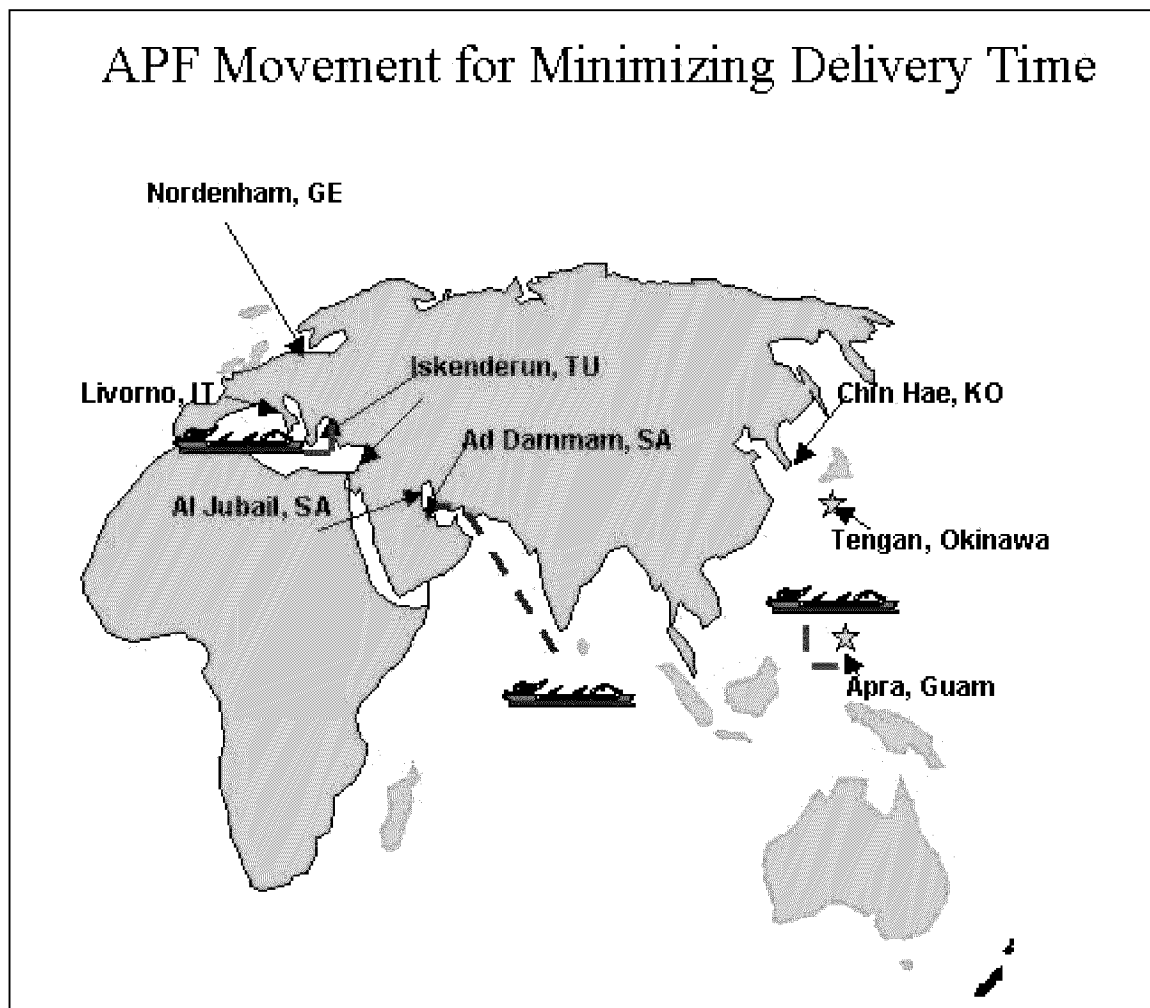 APF Movement for Minimizing Delivery Time
Nordenham, GE
Iskenderun, TU
Livorno, IT
Chin Hae, KO
Ad Dammam, SA
Al Jubail, SA
Tengan, Okinawa
Apra, Guam